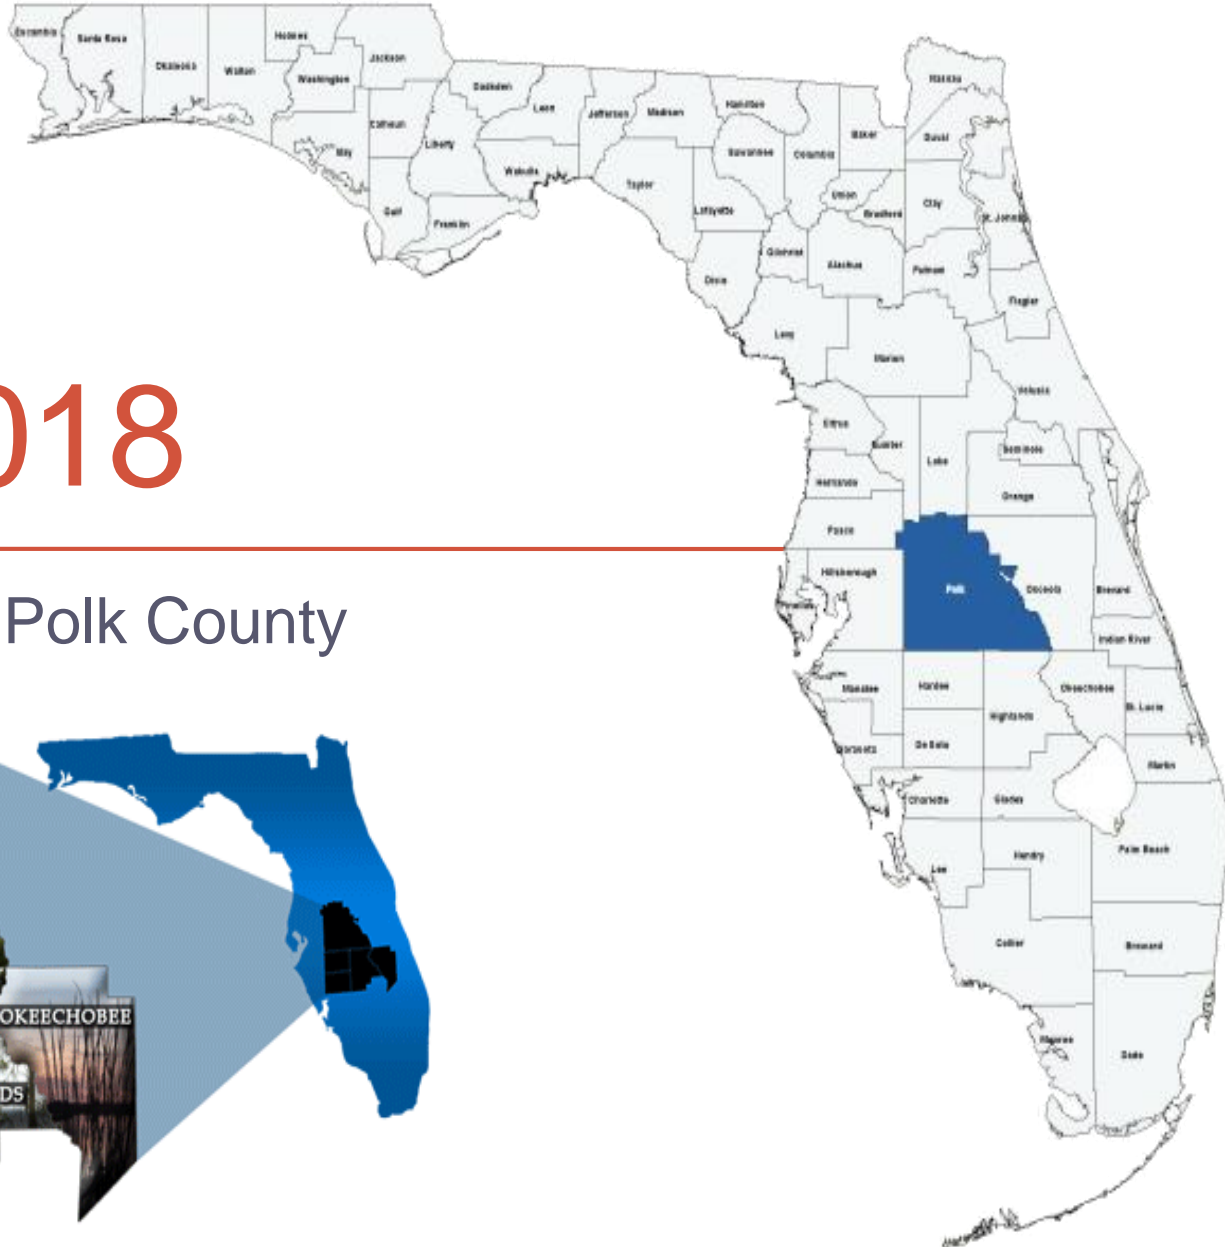 Escambia
Santa Rosa
Okaloosa
Walton
Holmes
Washington
Jackson
Bay
Calhoun
Gulf
Liberty
Franklin
Gadsden
Leon
Wakulla
Jefferson
Madison
Taylor
Hamilton
Suwannee
Lafayette
Dixie
Columbia
Gilchrist
Baker
Union
Bradford
Alachua
Levy
Nassau
Duval
Clay
St. Johns
Putnam
Flagler
Marion
Volusia
018
Citrus
Sumter
Lake
Seminole
Hernando
Orange
Pasco
Hillsborough
Pinellas
Polk
Osceola
Brevard
Polk County
Indian River
Manatee
Hardee
Highlands
Okeechobee
St. Lucie
Sarasota
De Soto
Martin
Charlotte
Glades
Lee
Hendry
Palm Beach
Collier
Broward
Monroe
Dade
OKEECHOBEE
DS